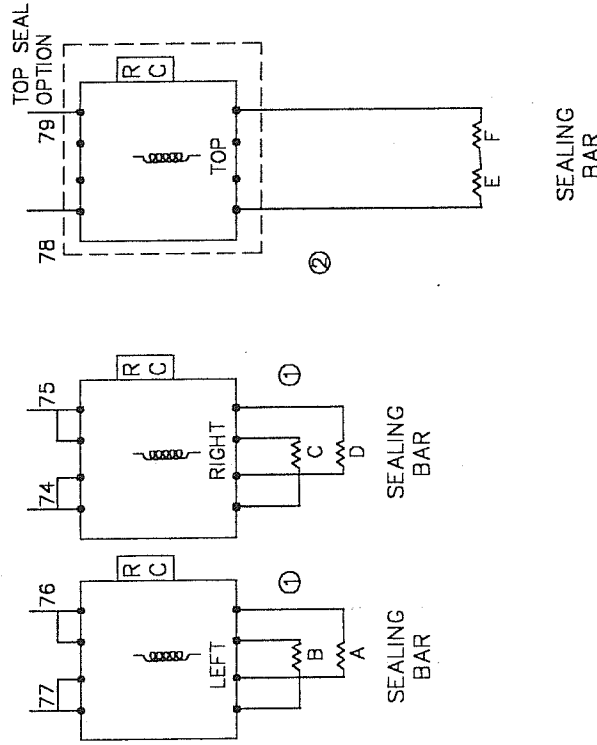 TOP SEAL
OPTION
78
79
R
C
TOP
E
F
②
SEALING
BAR
74
75
R
C
RIGHT
①
C
D
SEALING
BAR
77
76
R
C
LEFT
①
B
A
SEALING
BAR